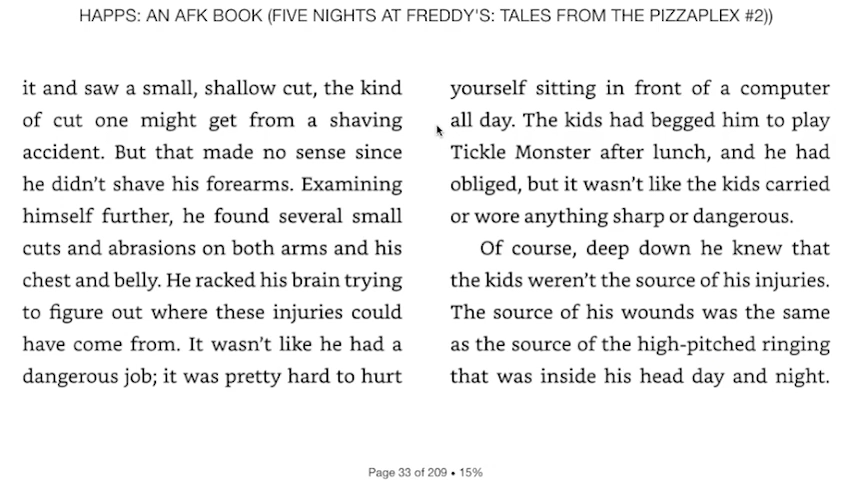 HAPPS: AN AFK BOOK (FIVE NIGHTS AT FREDDY'S: TALES FROM THE PIZZAPLEX #2))
it and saw a small, shallow cut, the kind
of cut one might get from a shaving
accident. But that made no sense since
he didn't shave his forearms. Examining
himself further, he found several small
cuts and abrasions on both arms and his
chest and belly. He racked his brain trying
to figure out where these injuries could
have come from. It wasn't like he had a
dangerous job; it was pretty hard to hurt
yourself sitting in front of a computer
all day. The kids had begged him to play
Tickle Monster after lunch, and he had
obliged, but it wasn't like the kids carried
or wore anything sharp or dangerous.
Of course, deep down he knew that
the kids weren't the source of his injuries.
The source of his wounds was the same
as the source of the high-pitched ringing
that was inside his head day and night.
Page 33 of 209 • 15%